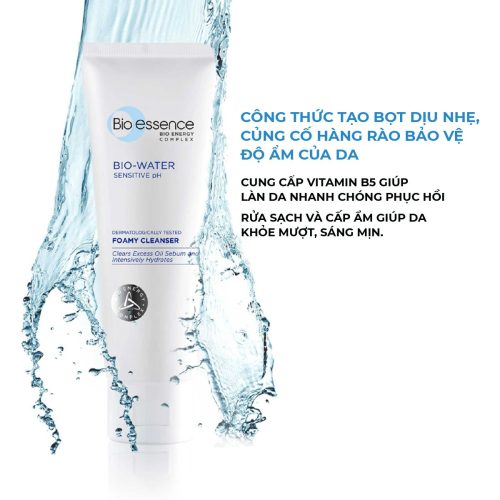 Bio essence
BIO ENERGY
COMPLEX
BIO-WATER
SENSITIVE pH
DERMATOLOGICALLY TESTED
FOAMY CLEANSER
Clears Excess Oil Sebum and
Intensively Hydrates
BIO ENERGY COMPLEX
CÔNG THỨC TẠO BỌT DỊU NHẸ,
CỦNG CỐ HÀNG RÀO BẢO VỆ
ĐỘ ẨM CỦA DA
CUNG CẤP VITAMIN B5 GIÚP
LÀN DA NHANH CHÓNG PHỤC HỒI
RỬA SẠCH VÀ CẤP ẨM GIÚP DA
KHỎE MƯỢT, SÁNG MỊN.